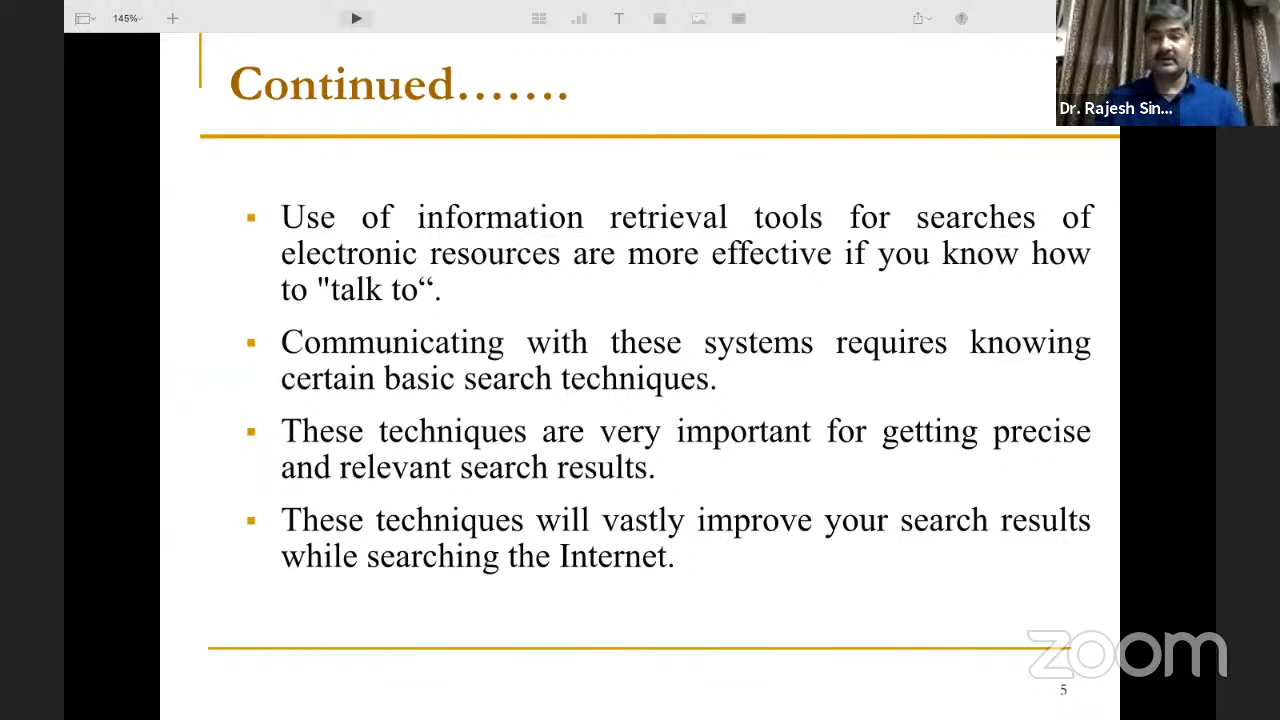 145%
Continued.......
Dr. Rajesh Sin...
▪ Use of information retrieval tools for searches of
electronic resources are more effective if you know how
to "talk to“.
▪ Communicating with these systems requires knowing
certain basic search techniques.
▪ These techniques are very important for getting precise
and relevant search results.
▪ These techniques will vastly improve your search results
while searching the Internet.
zoom
5